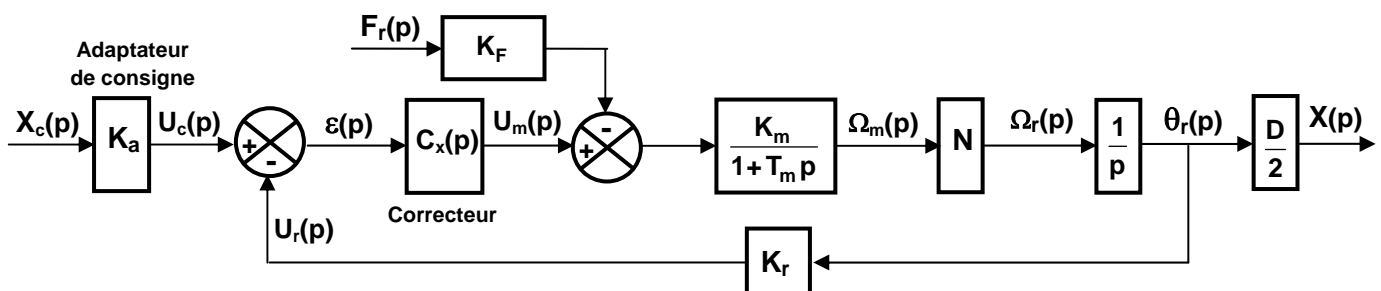 Adaptateur
de consigne
Xc(p)
Ka
Uc(p)
+
-
ε(p)
Cx(p)
Correcteur
Um(p)
Fr(p)
KF
-
+
Km
1+ Tm p
Ωm(p)
N
Ωr(p)
1
p
θr(p)
D
2
X(p)
Ur(p)
Kr